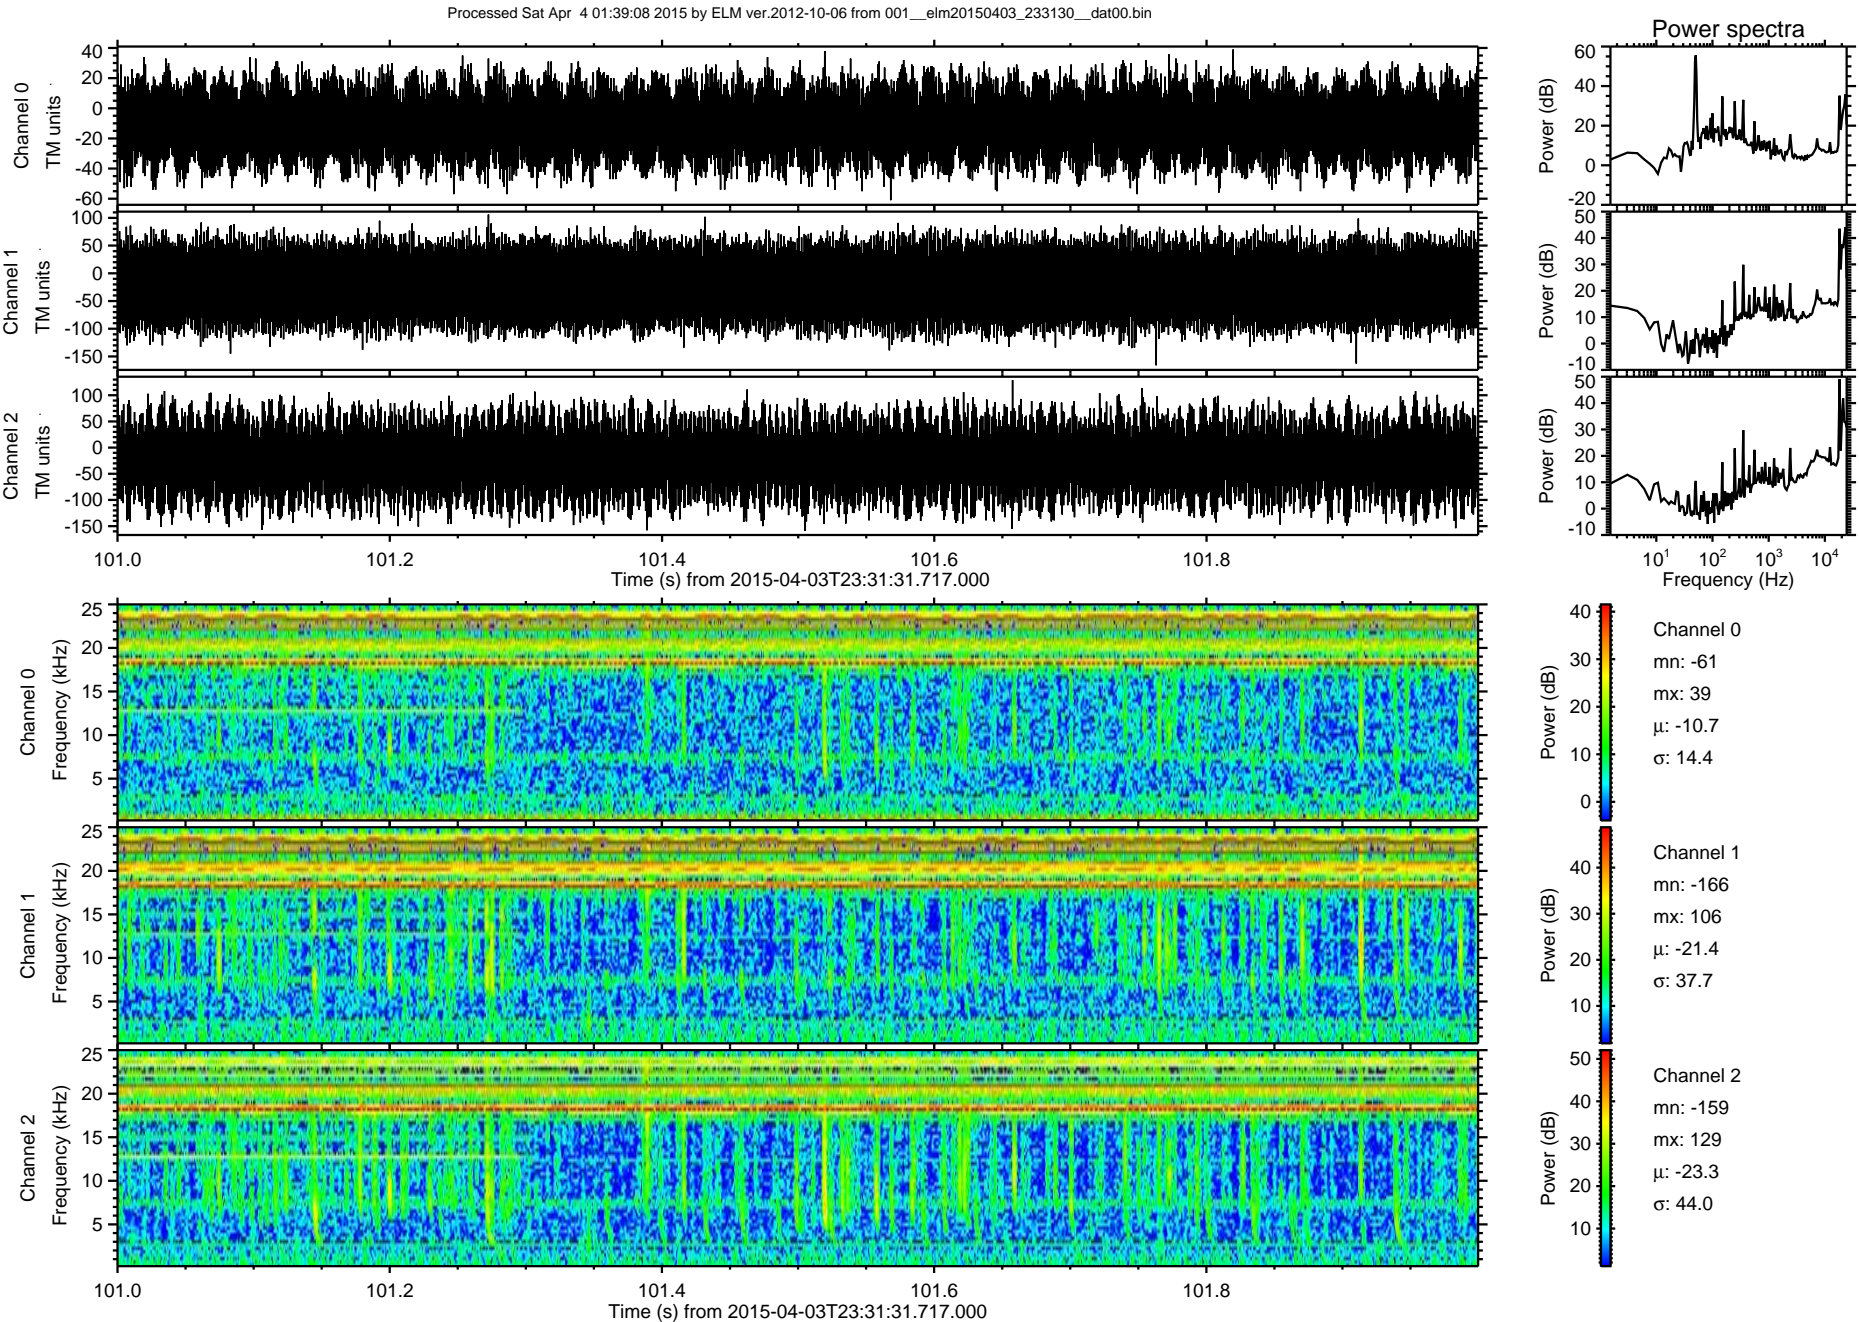 Processed Sat Apr  4 01:39:08 2015 by ELM ver.2012-10-06 from 001__elm20150403_233130__dat00.bin
Power spectra
Channel 0
TM units
40
20
0
-20
-40
-60
Power (dB)
60
40
20
0
-20
Channel 1
TM units
100
50
0
-50
-100
-150
Power (dB)
50
40
30
20
10
0
-10
Channel 2
TM units
100
50
0
-50
-100
-150
Power (dB)
50
40
30
20
10
0
-10
101.0 101.2 101.4 101.6 101.8
Time (s) from 2015-04-03T23:31:31.717.000
10^1 10^2 10^3 10^4
Frequency (Hz)
Channel 0
Frequency (kHz)
25
20
15
10
5
Power (dB)
40
30
20
10
0
Channel 0
mn: -61
mx: 39
μ: -10.7
σ: 14.4
Channel 1
Frequency (kHz)
25
20
15
10
5
Power (dB)
40
30
20
10
Channel 1
mn: -166
mx: 106
μ: -21.4
σ: 37.7
Channel 2
Frequency (kHz)
25
20
15
10
5
Power (dB)
50
40
30
20
10
Channel 2
mn: -159
mx: 129
μ: -23.3
σ: 44.0
101.0 101.2 101.4 101.6 101.8
Time (s) from 2015-04-03T23:31:31.717.000